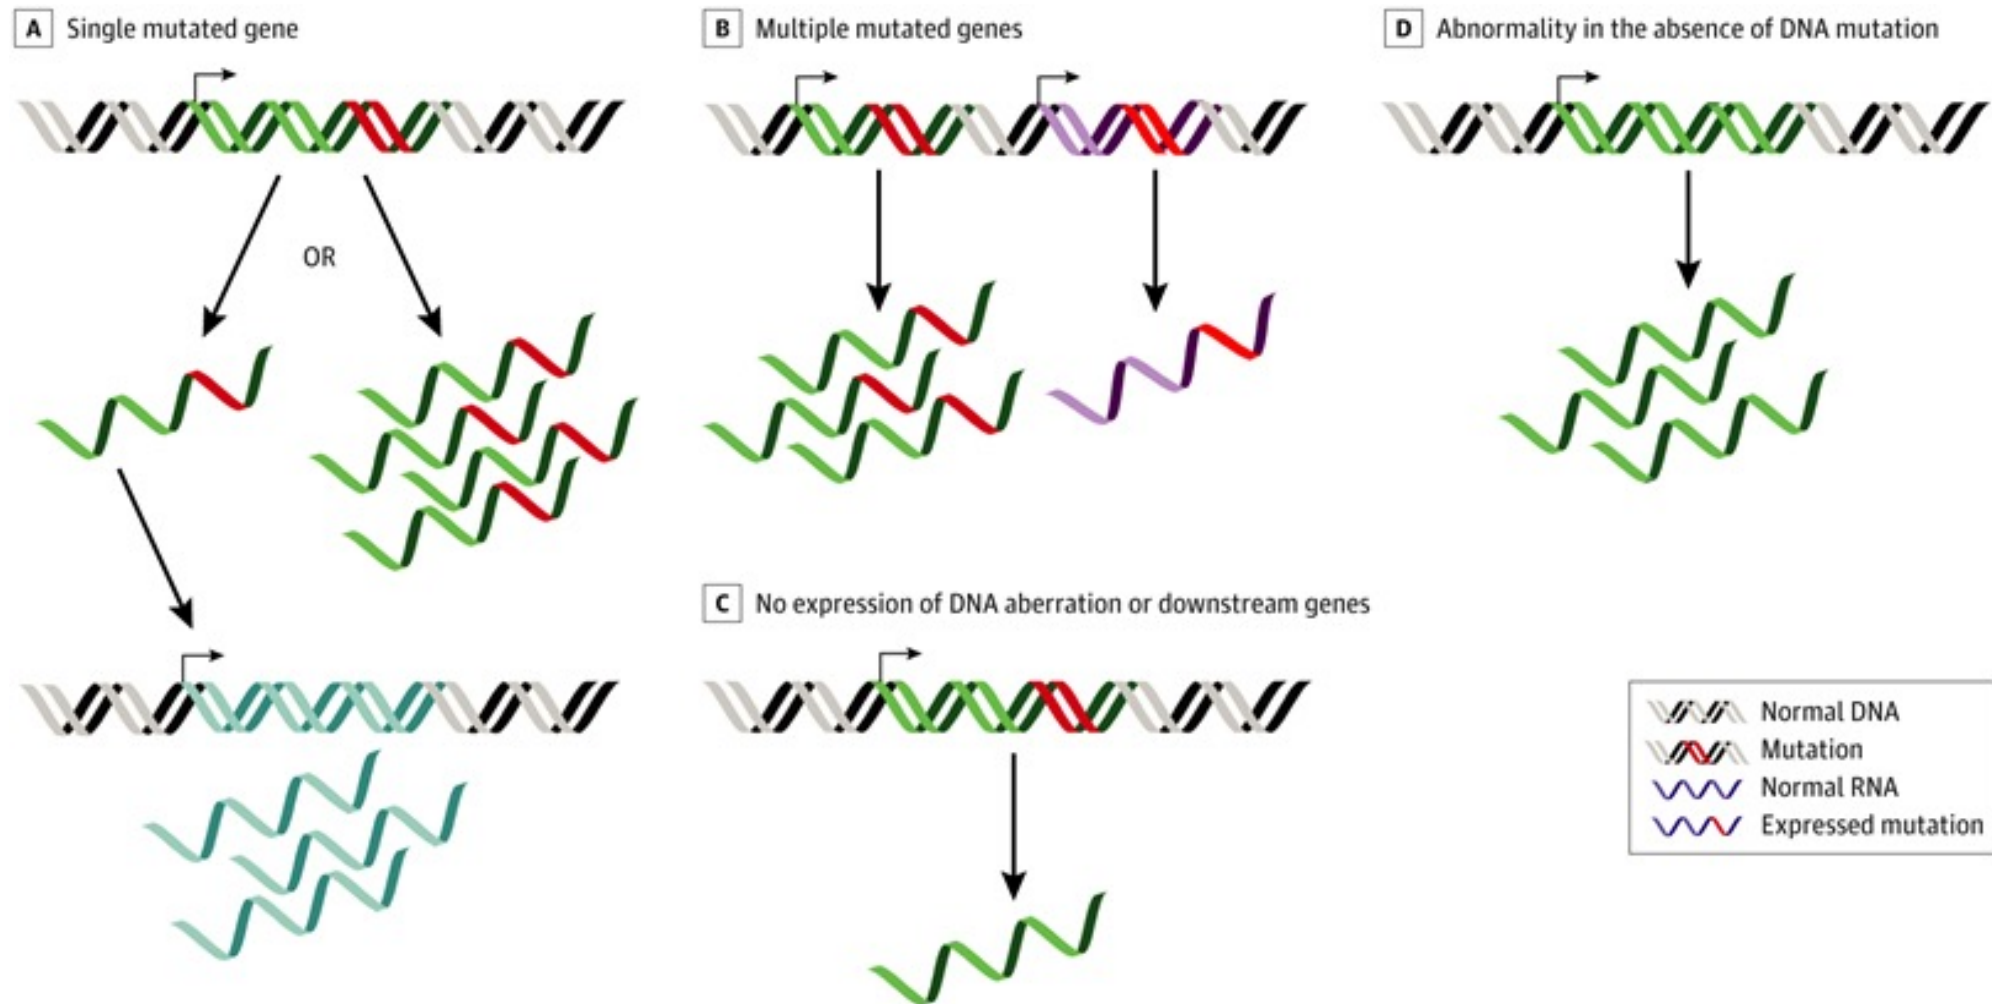 A Single mutated gene
OR
B Multiple mutated genes
C No expression of DNA aberration or downstream genes
D Abnormality in the absence of DNA mutation
Normal DNA
Mutation
Normal RNA
Expressed mutation